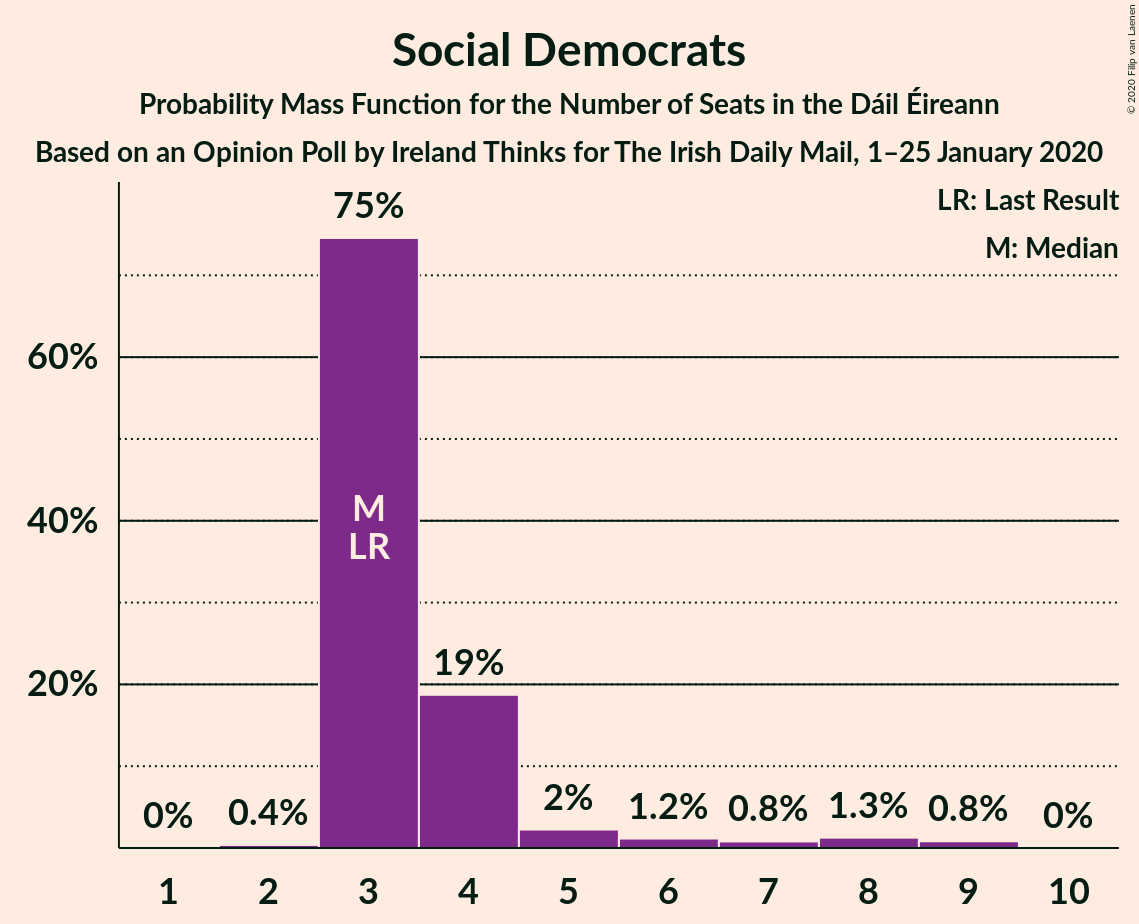 Social Democrats
Probability Mass Function for the Number of Seats in the Dáil Éireann
Based on an Opinion Poll by Ireland Thinks for The Irish Daily Mail, 1–25 January 2020
© 2020 Filip van Laenen
LR: Last Result
M: Median
75%
60%
M
40%
LR
19%
20%
0%
0.4%
2%
1.2%
0.8%
1.3%
0.8%
0%
1 2 3 4 5 6 7 8 9 10